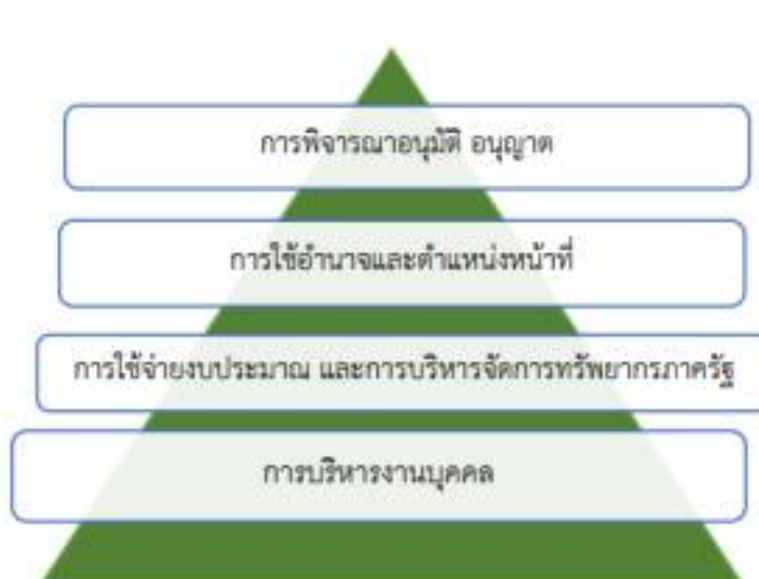 การพิจารณาอนุมัติ อนุญาต
การใช้อำนาจและตำแหน่งหน้าที่
การใช้จ่ายงบประมาณ และการบริหารจัดการทรัพยากรภาครัฐ
การบริหารงานบุคคล